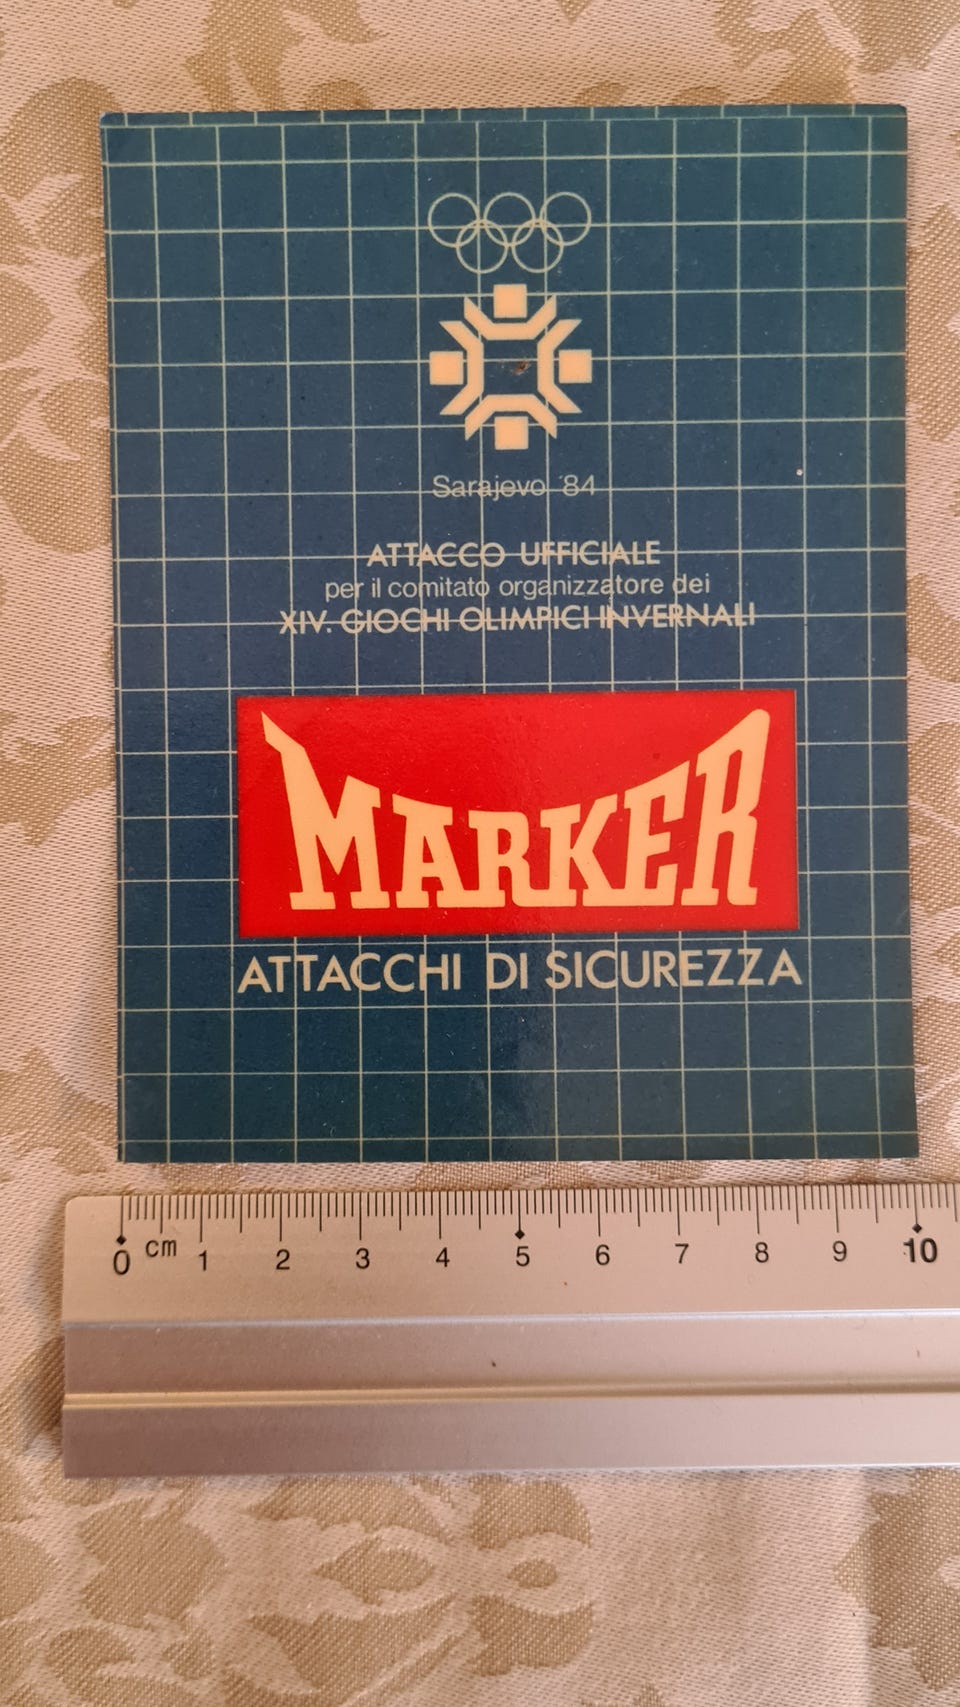 Sarajevo 84
ATTACCO UFFICIALE
per il comitato organizzatore dei
XIV. GIOCHI OLIMPICI INVERNALI
MARKER
ATTACCHI DI SICUREZZA
0 cm 1 2 3 4 5 6 7 8 9 10